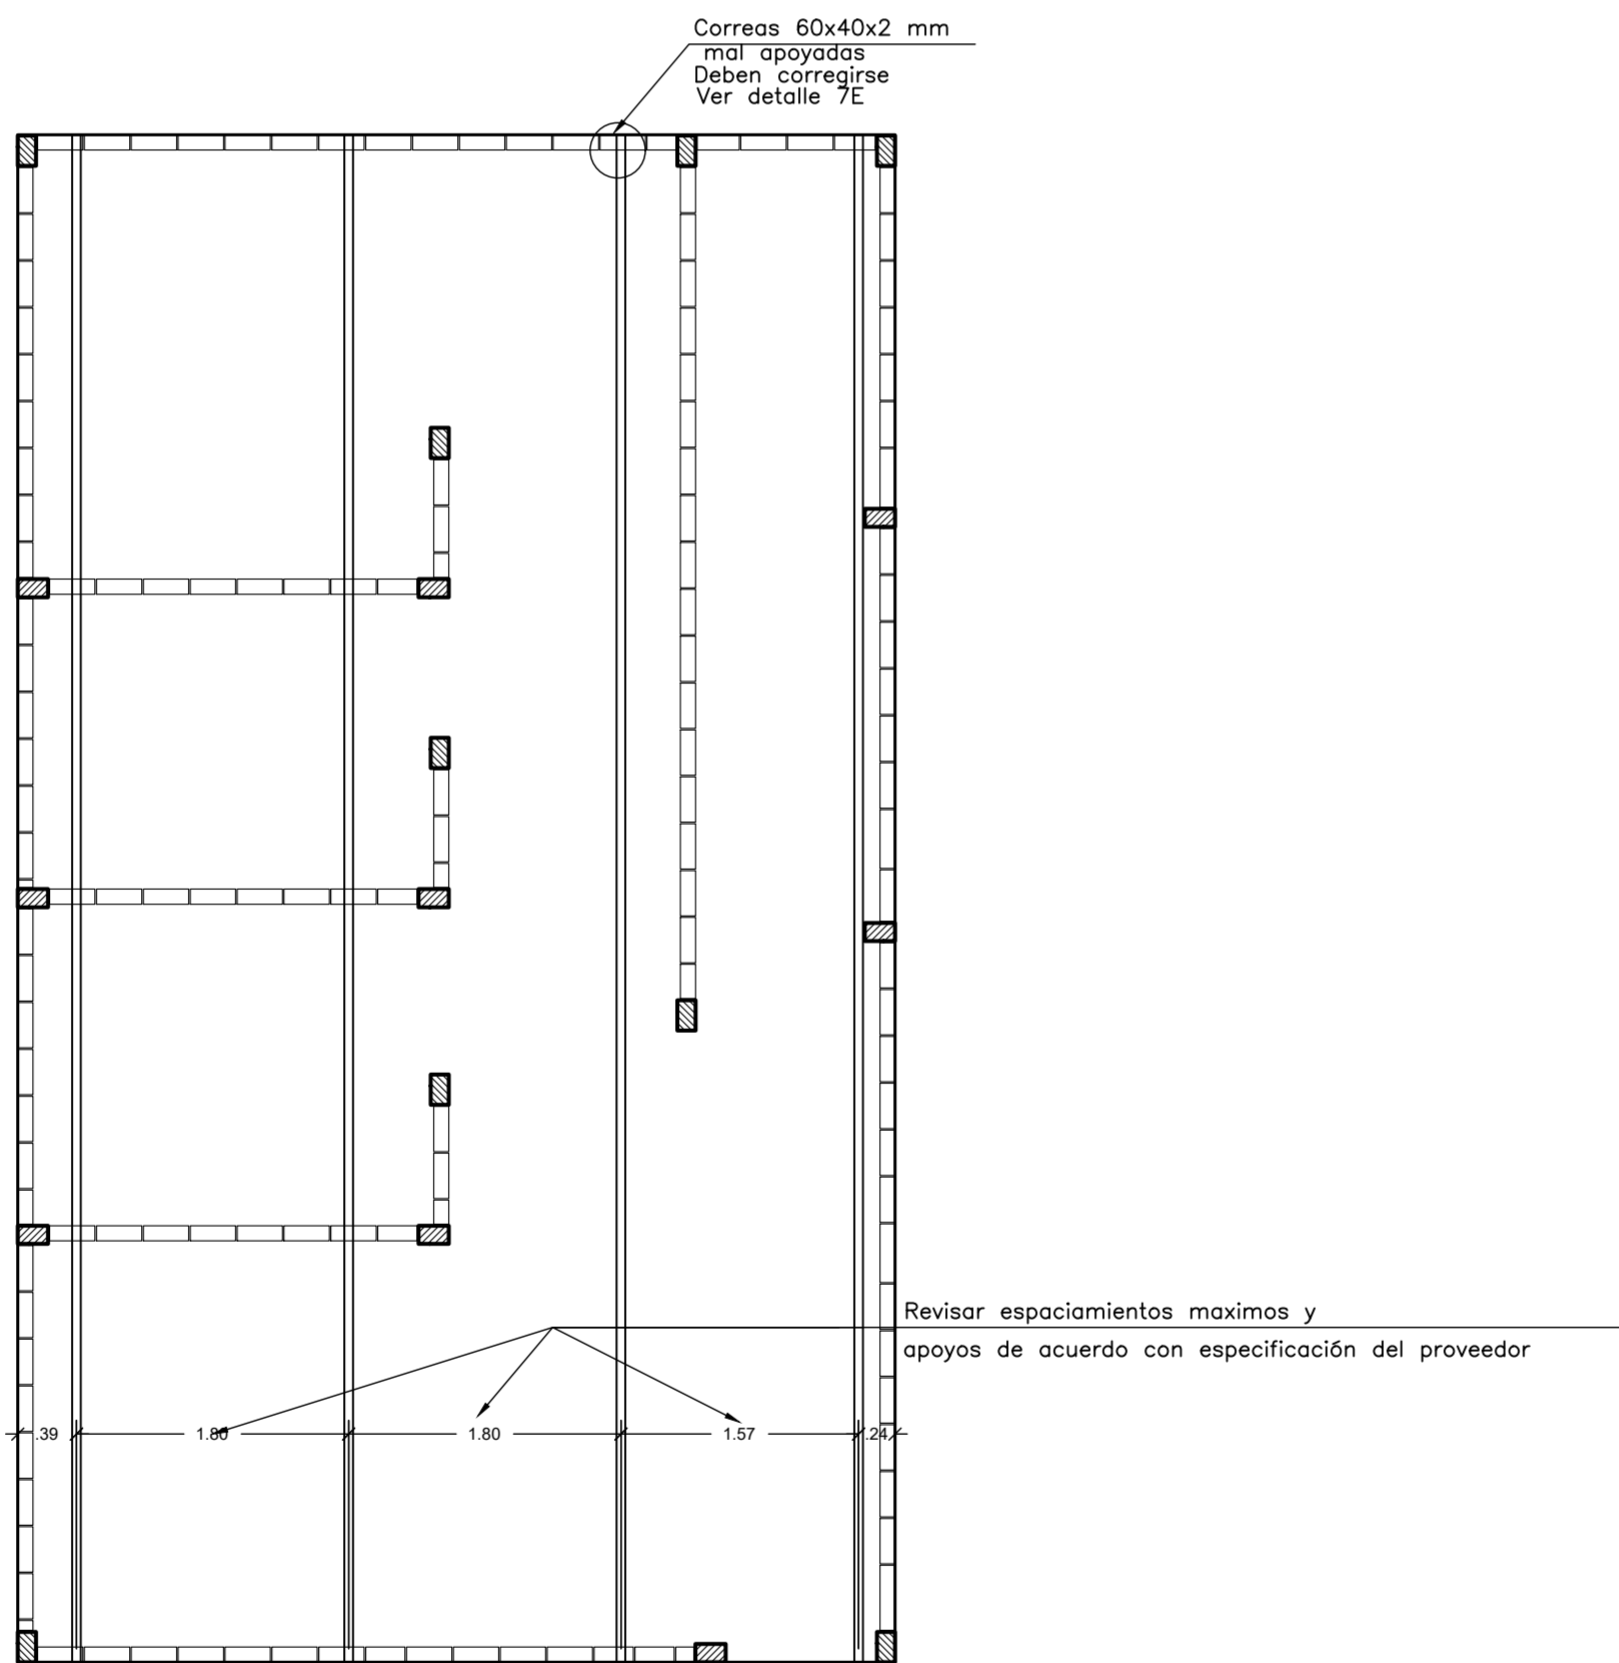 Correas 60x40x2 mm
mal apoyadas
Deben corregirse
Ver detalle 7E
Revisar espaciamientos maximos y
apoyos de acuerdo con especificación del proveedor
.39 1.80 1.80 1.57 .24